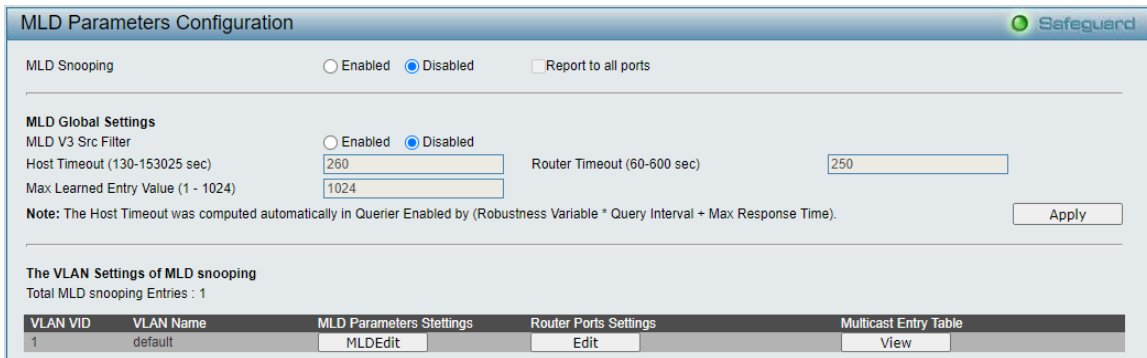 MLD Parameters Configuration Safeguard
MLD Snooping Enabled Disabled Report to all ports
MLD Global Settings
MLD V3 Src Filter Enabled Disabled
Host Timeout (130-153025 sec) 260 Router Timeout (60-600 sec) 250
Max Learned Entry Value (1 - 1024) 1024
Note: The Host Timeout was computed automatically in Querier Enabled by (Robustness Variable * Query Interval + Max Response Time). Apply
The VLAN Settings of MLD snooping
Total MLD snooping Entries : 1
VLAN VID VLAN Name MLD Parameters Stettings Router Ports Settings Multicast Entry Table
1 default MLDEdit Edit View